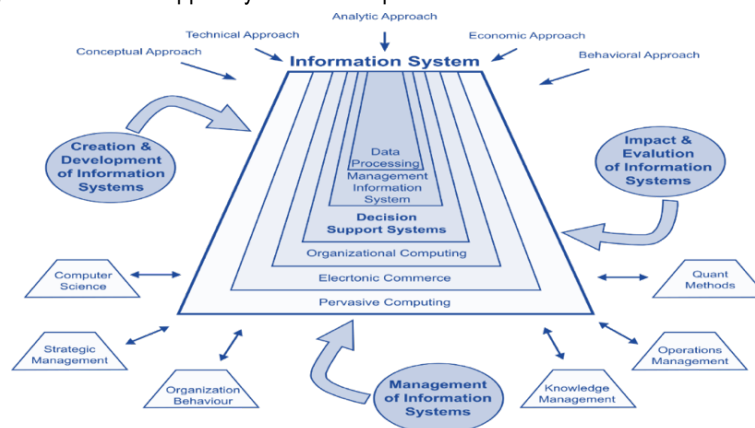 Analytic Approach
Technical Approach
Economic Approach
Conceptual Approach
Behavioral Approach
Information System
Creation &
Development
of Information
Systems
Impact &
Evalution
of Information
Systems
Data
Processing
Management
Information
System
Decision
Support Systems
Organizational Computing
Elecrtonic Commerce
Pervasive Computing
Computer
Science
Quant
Methods
Strategic
Management
Operations
Management
Organization
Behaviour
Management
of Information
Systems
Knowledge
Management